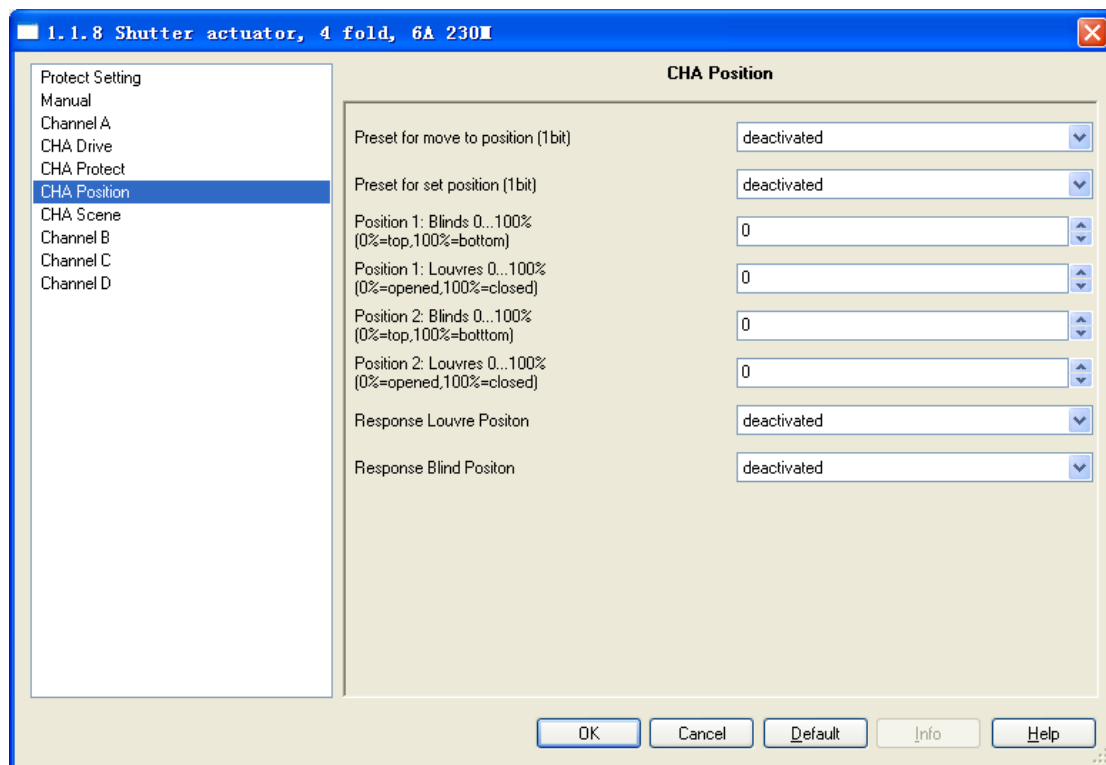 1.1.8 Shutter actuator, 4 fold, 6A 230M
Protect Setting
Manual
Channel A
CHA Drive
CHA Protect
CHA Position
CHA Scene
Channel B
Channel C
Channel D
CHA Position
Preset for move to position (1bit)
deactivated
Preset for set position (1bit)
deactivated
Position 1: Blinds 0...100%
(0%=top,100%=bottom)
0
Position 1: Louvres 0...100%
(0%=opened,100%=closed)
0
Position 2: Blinds 0...100%
(0%=top,100%=botttom)
0
Position 2: Louvres 0...100%
(0%=opened,100%=closed)
0
Response Louvre Positon
deactivated
Response Blind Positon
deactivated
OK
Cancel
Default
Info
Help